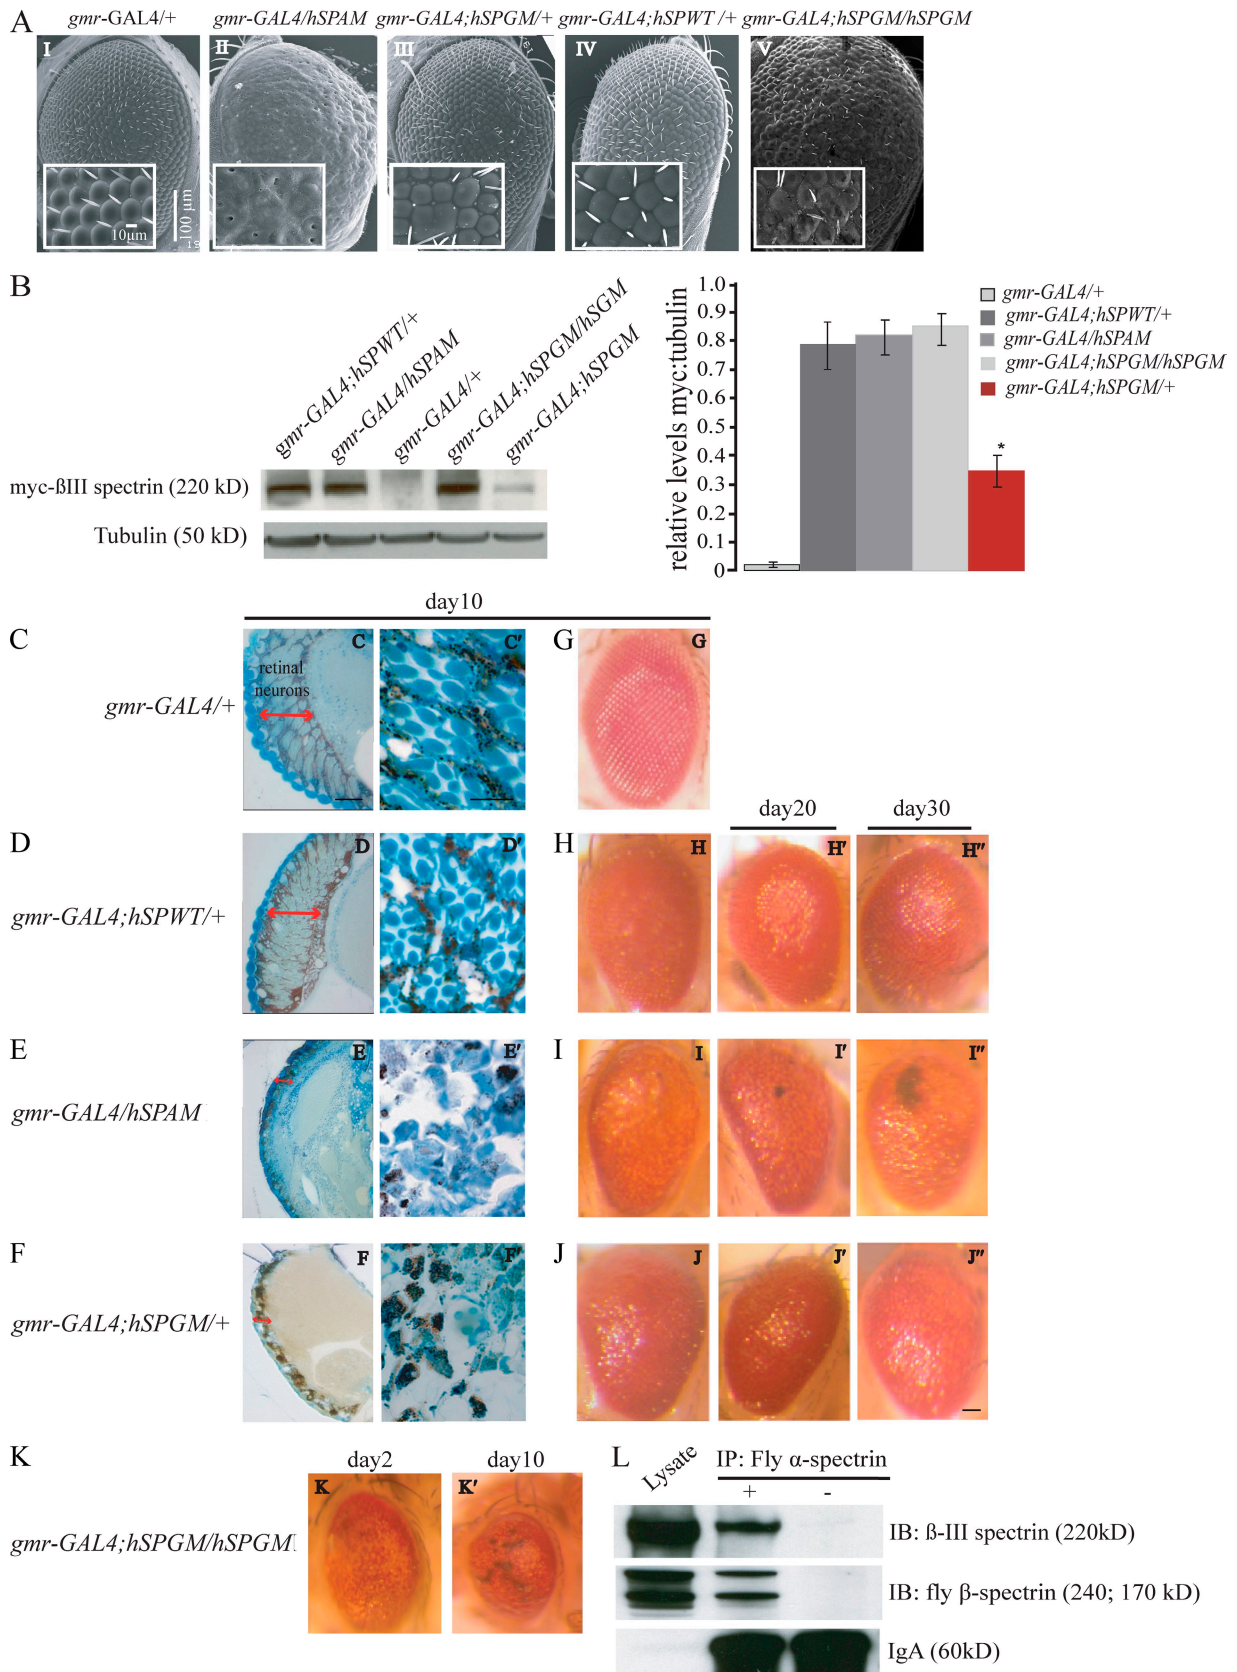 A
gmr-GAL4/+
gmr-GAL4/hSPAM
gmr-GAL4;hSPGM/+
gmr-GAL4;hSPWT/+
gmr-GAL4;hSPGM/hSPGM
I
II
III
IV
V
10μm
100 μm
B
gmr-GAL4;hSPWT/+
gmr-GAL4/hSPAM
gmr-GAL4/+
gmr-GAL4;hSPGM/hSGM
gmr-GAL4;hSPGM
myc-ßIII spectrin (220 kD)
Tubulin (50 kD)
relative levels myc:tubulin
1.0
0.9
0.8
0.7
0.6
0.5
0.4
0.3
0.2
0.1
0
*
gmr-GAL4/+
gmr-GAL4;hSPWT/+
gmr-GAL4/hSPAM
gmr-GAL4;hSPGM/hSPGM
gmr-GAL4;hSPGM/+
day10
C
gmr-GAL4/+
C
retinal
neurons
C'
G
G
day20
day30
D
gmr-GAL4;hSPWT/+
D
D'
H
H
H'
H"
E
gmr-GAL4/hSPAM
E
E'
I
I
I'
I"
F
gmr-GAL4;hSPGM/+
F
F'
J
J
J'
J"
K
day2
day10
gmr-GAL4;hSPGM/hSPGM
K
K'
L
Lysate
IP: Fly α-spectrin
+
-
IB: ß-III spectrin (220kD)
IB: fly β-spectrin (240; 170 kD)
IgA (60kD)